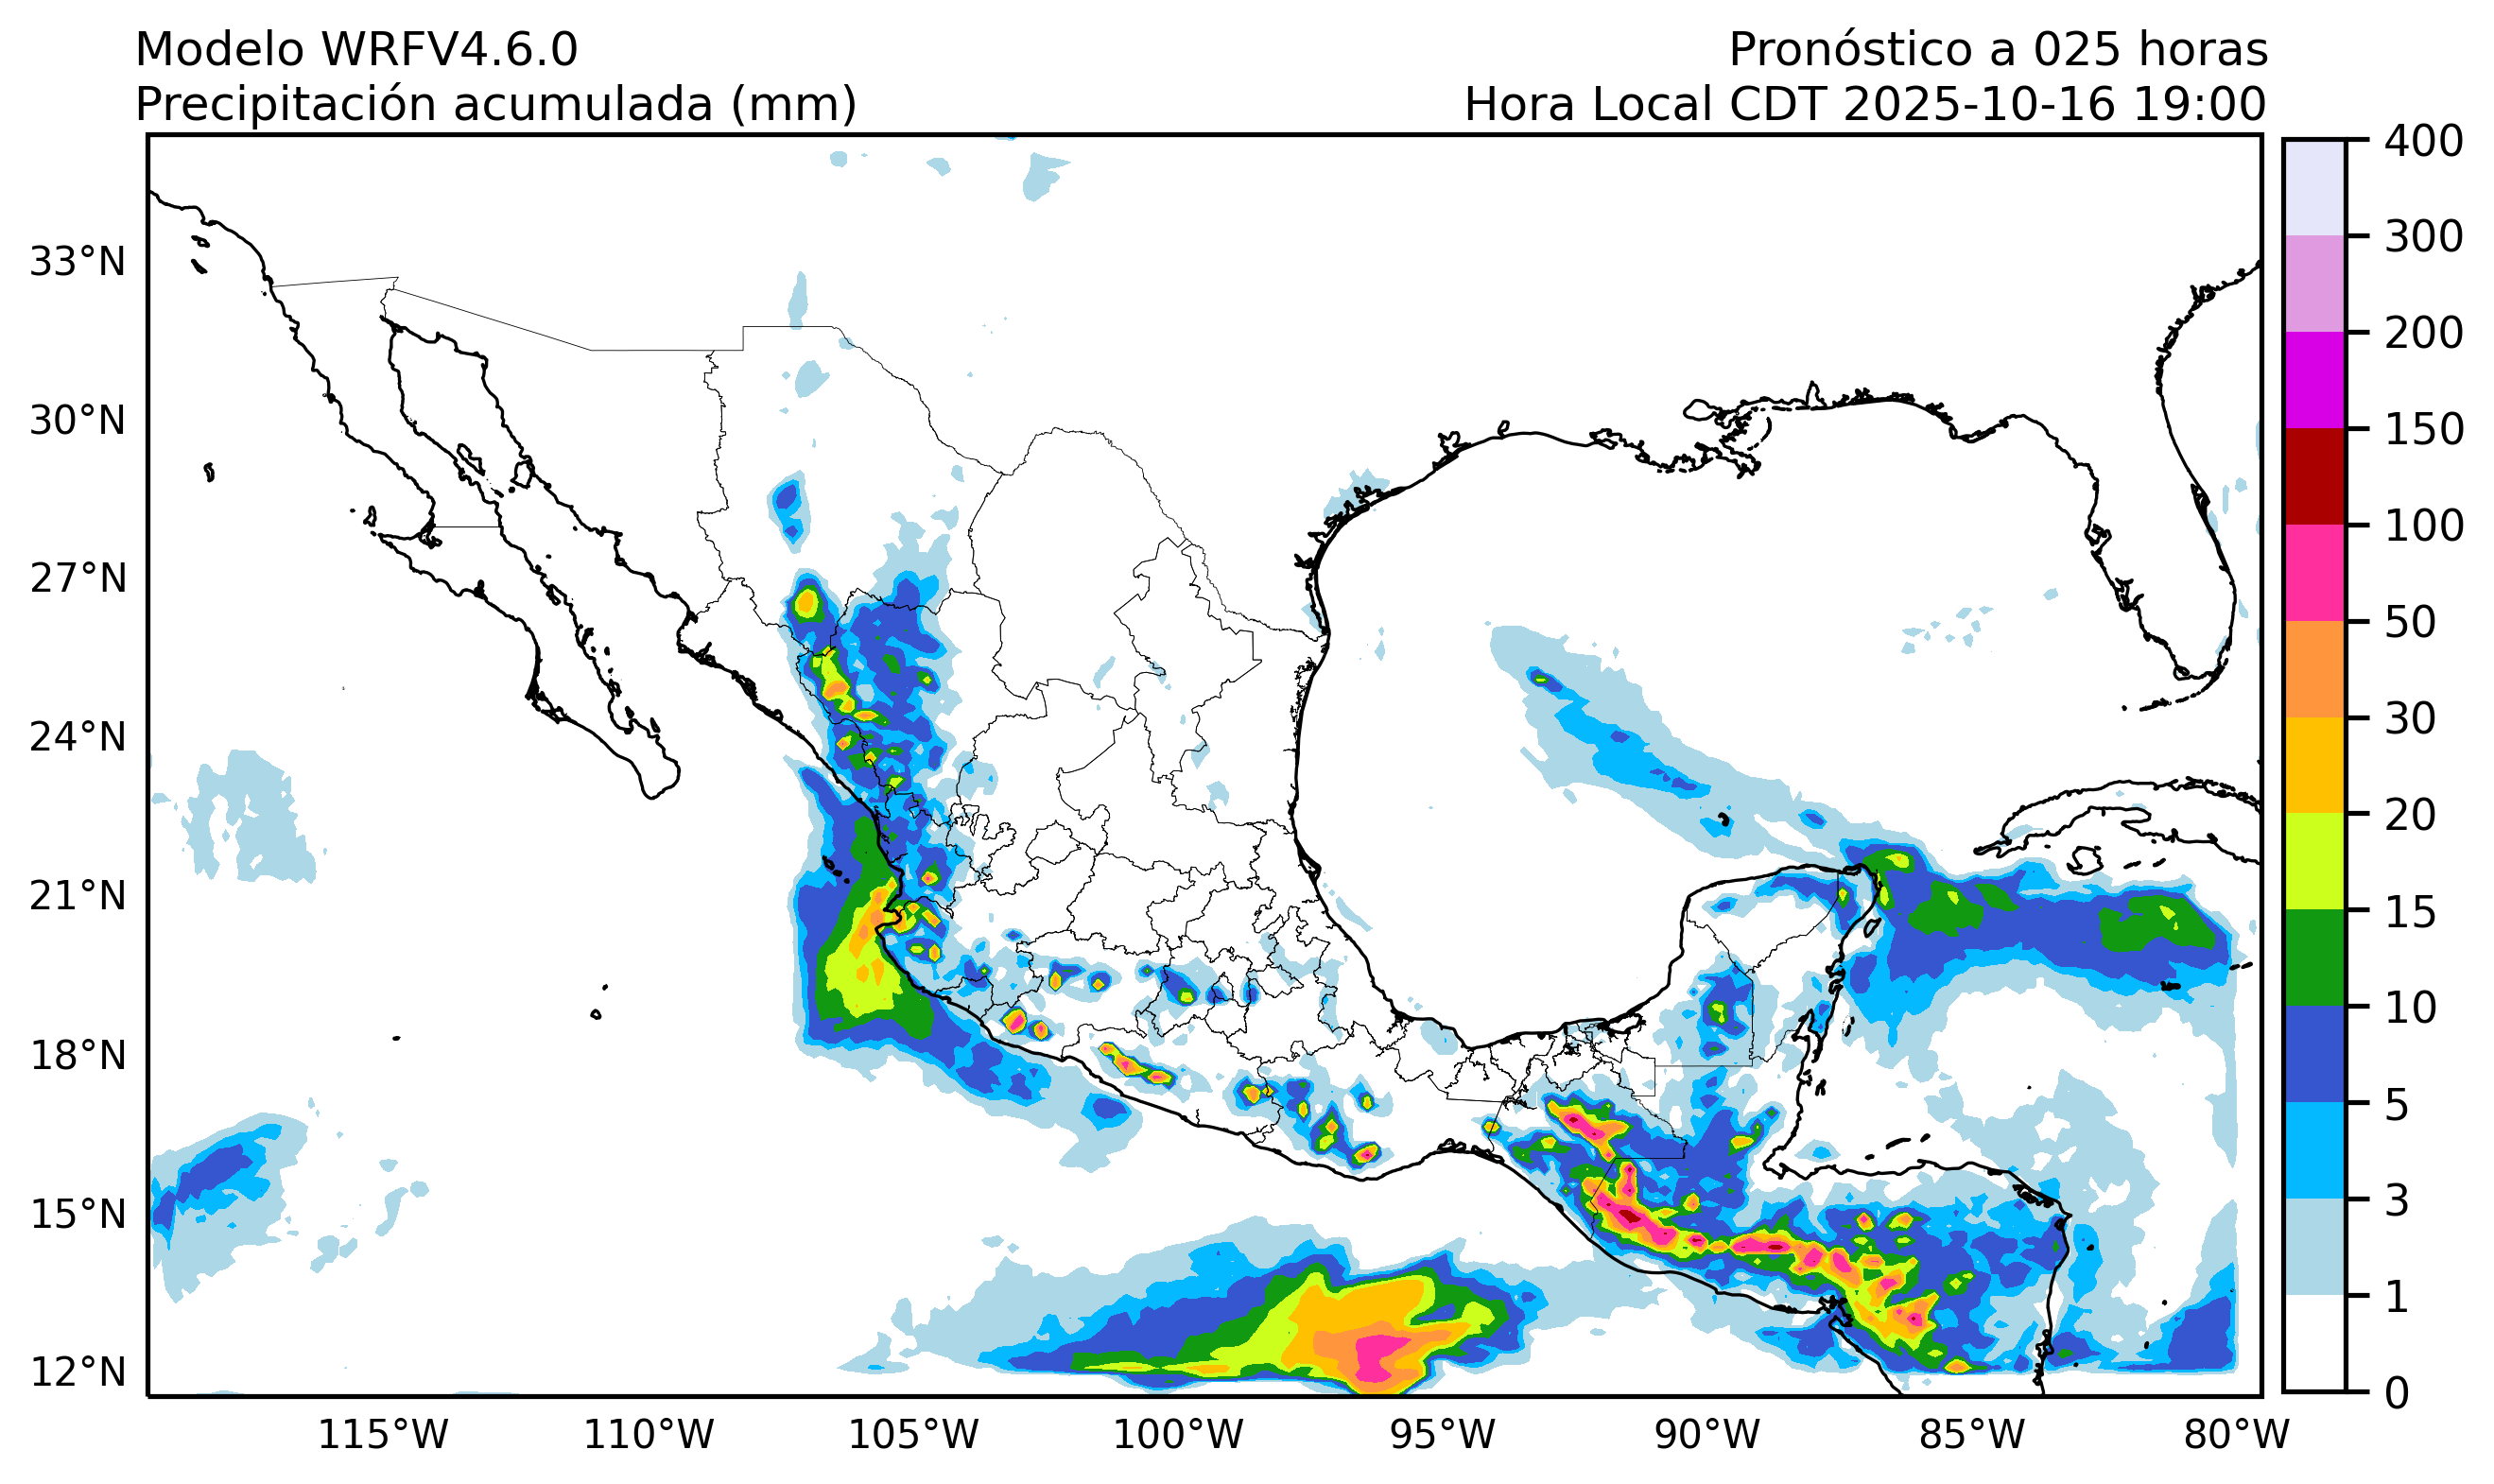 Modelo WRFV4.6.0
Pronóstico a 025 horas
Precipitación acumulada (mm)
Hora Local CDT 2025-10-16 19:00
33°N
30°N
27°N
24°N
21°N
18°N
15°N
12°N
115°W
110°W
105°W
100°W
95°W
90°W
85°W
80°W
400
300
200
150
100
50
30
20
15
10
5
3
1
0